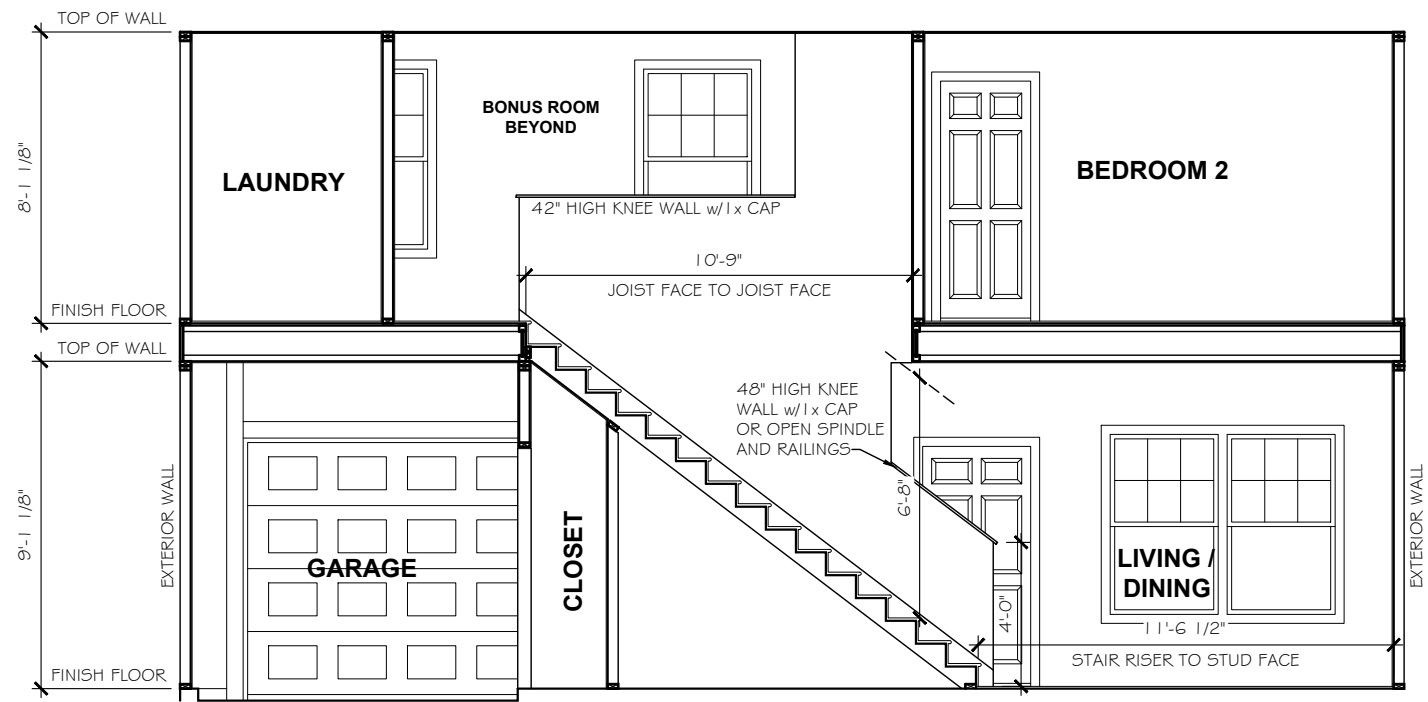 TOP OF WALL
8'-1 1/8"
LAUNDRY
BONUS ROOM
BEYOND
BEDROOM 2
42" HIGH KNEE WALL w/1x CAP
10'-9"
JOIST FACE TO JOIST FACE
FINISH FLOOR
TOP OF WALL
9'-1 1/8"
EXTERIOR WALL
GARAGE
CLOSET
48" HIGH KNEE
WALL w/1x CAP
OR OPEN SPINDLE
AND RAILINGS
6'-8"
4'-0"
LIVING /
DINING
11'-6 1/2"
STAIR RISER TO STUD FACE
EXTERIOR WALL
FINISH FLOOR